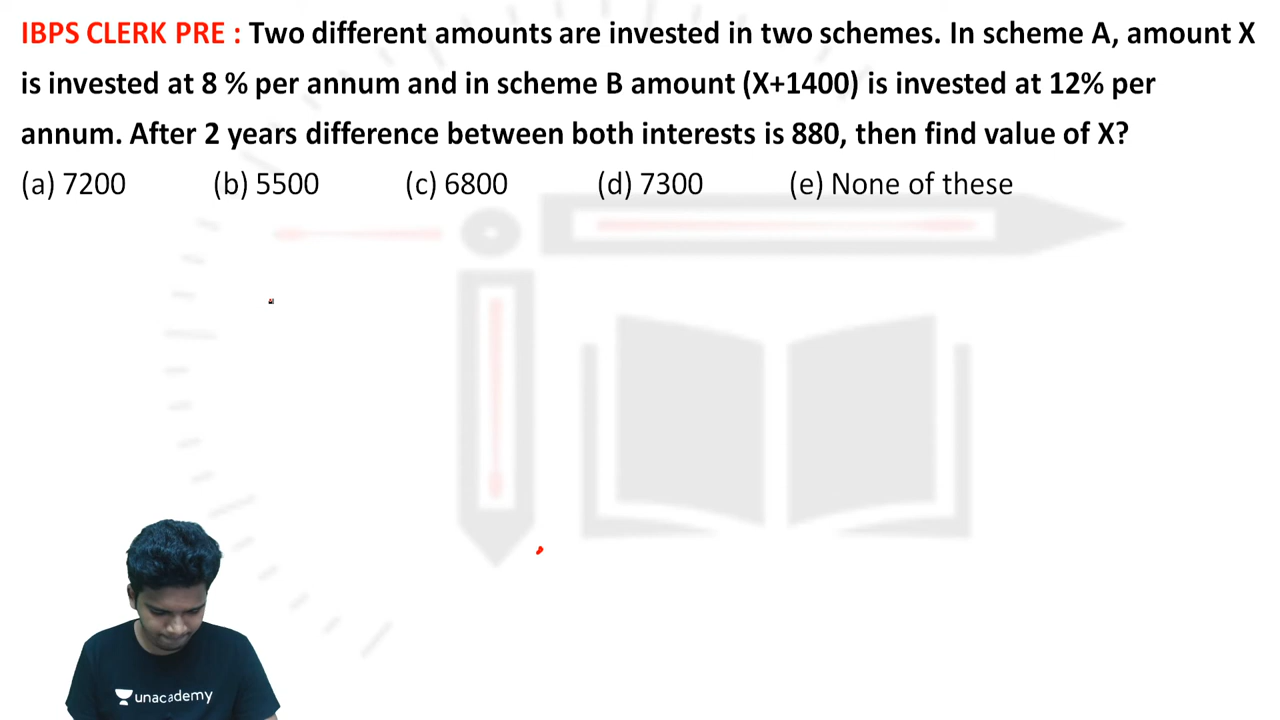 IBPS CLERK PRE : Two different amounts are invested in two schemes. In scheme A, amount X
is invested at 8 % per annum and in scheme B amount (X+1400) is invested at 12% per
annum. After 2 years difference between both interests is 880, then find value of X?
(a) 7200 (b) 5500 (c) 6800 (d) 7300 (e) None of these
unacademy